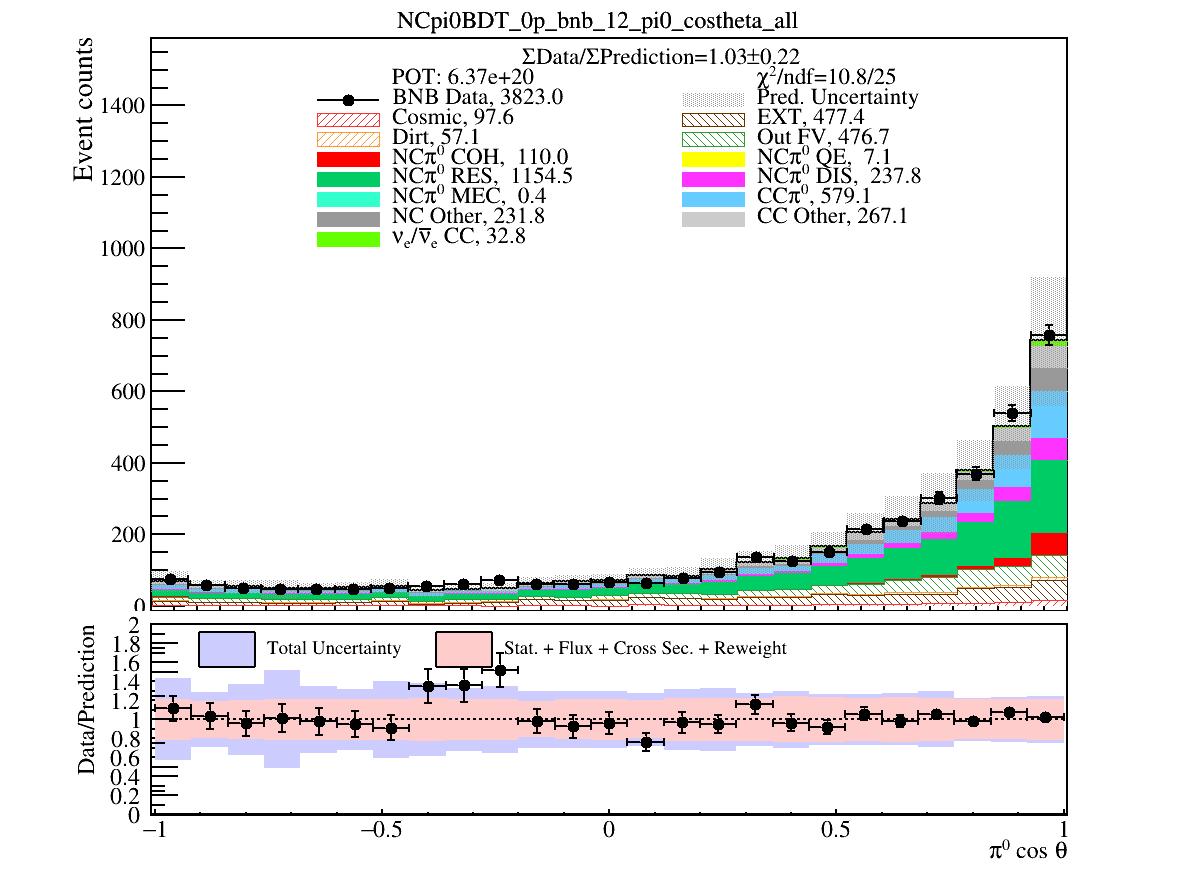 NCpi0BDT_0p_bnb_12_pi0_costheta_all
ΣData/ΣPrediction=1.03±0.22
POT: 6.37e+20
χ²/ndf=10.8/25
BNB Data, 3823.0
Pred. Uncertainty
Cosmic, 97.6
EXT, 477.4
Dirt, 57.1
Out FV, 476.7
NCπ⁰ COH, 110.0
NCπ⁰ QE, 7.1
NCπ⁰ RES, 1154.5
NCπ⁰ DIS, 237.8
NCπ⁰ MEC, 0.4
CCπ⁰, 579.1
NC Other, 231.8
CC Other, 267.1
νₑ/ν̅ₑ CC, 32.8
Event counts
1400
1200
1000
800
600
400
200
0
Total Uncertainty
Stat. + Flux + Cross Sec. + Reweight
Data/Prediction
2
1.8
1.6
1.4
1.2
1
0.8
0.6
0.4
0.2
0
−1 −0.5 0 0.5 1
π⁰ cos θ